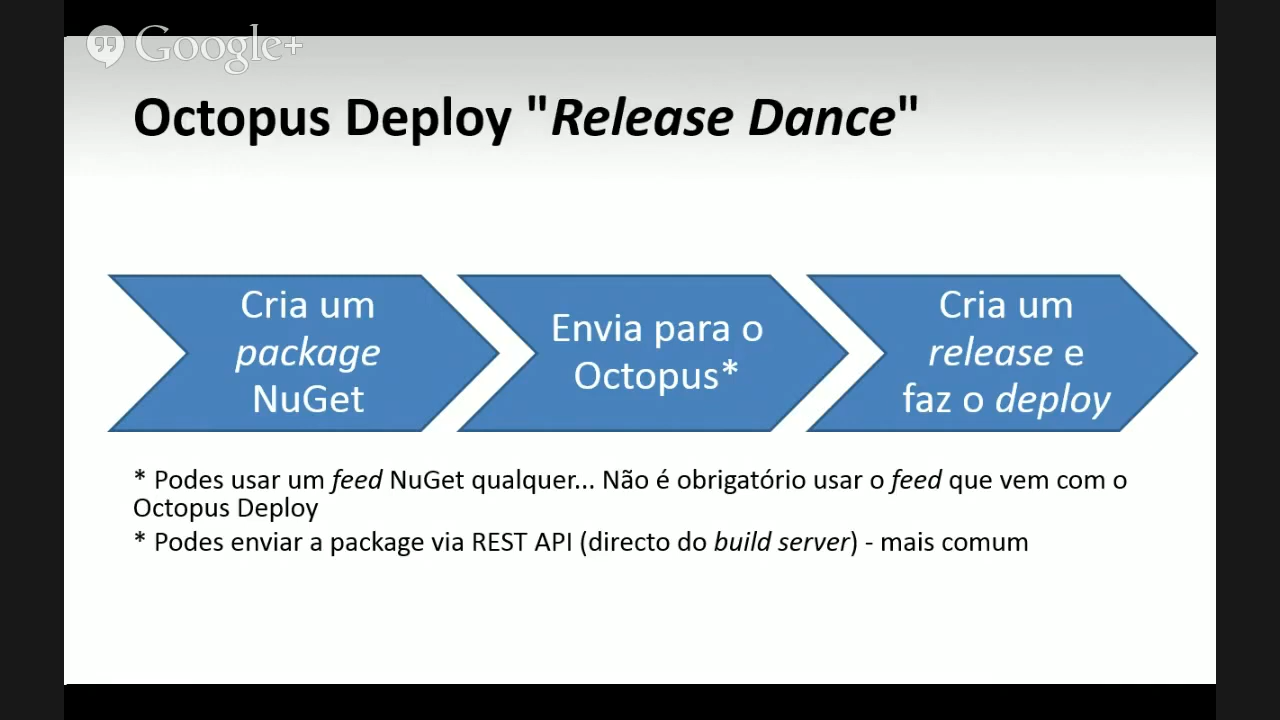 Google+
Octopus Deploy "Release Dance"
Cria um
package
NuGet
Envia para o
Octopus*
Cria um
release e
faz o deploy
* Podes usar um feed NuGet qualquer... Não é obrigatório usar o feed que vem com o
Octopus Deploy
* Podes enviar a package via REST API (directo do build server) - mais comum